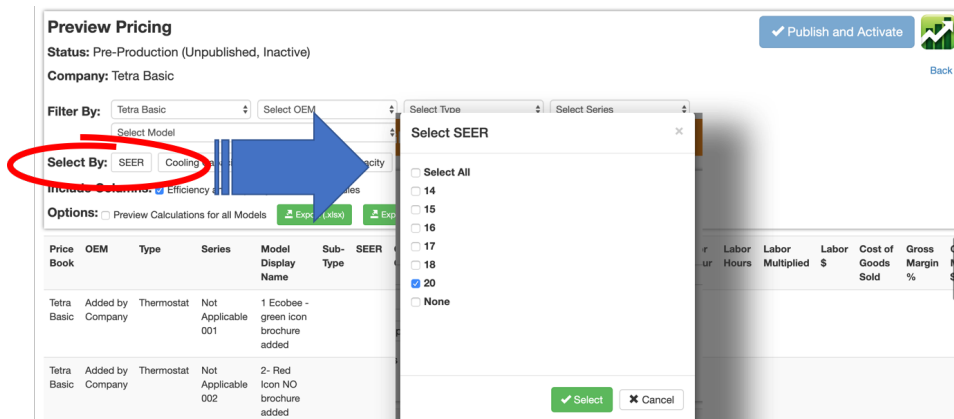 Preview Pricing
Publish and Activate
Status: Pre-Production (Unpublished, Inactive)
Back
Company: Tetra Basic
Filter By: Tetra Basic Select OEM Select Type Select Series
Select Model
Select By: SEER Cooling
Include Columns: Efficiency
Options: Preview Calculations for all Models Export (.xlsx)
Select SEER
Select All
14
15
16
17
18
20
None
Select Cancel
Price Book OEM Type Series Model Display Name Sub-Type SEER Labor Hours Labor Multiplied Labor $ Cost of Goods Sold Gross Margin %
Tetra Basic Added by Company Thermostat Not Applicable 001 1 Ecobee - green icon brochure added
Tetra Basic Added by Company Thermostat Not Applicable 002 2- Red Icon NO brochure added